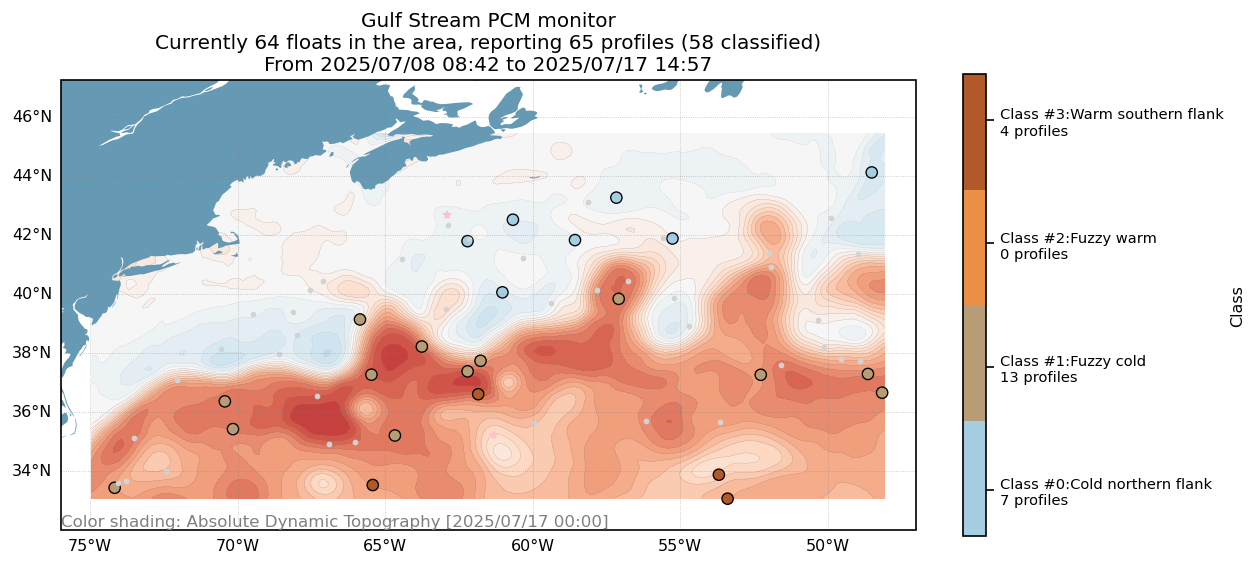 Gulf Stream PCM monitor
Currently 64 floats in the area, reporting 65 profiles (58 classified)
From 2025/07/08 08:42 to 2025/07/17 14:57
46°N
44°N
42°N
40°N
38°N
36°N
34°N
Color shading: Absolute Dynamic Topography [2025/07/17 00:00]
75°W
70°W
65°W
60°W
55°W
50°W
Class #3:Warm southern flank
4 profiles
Class #2:Fuzzy warm
0 profiles
Class #1:Fuzzy cold
13 profiles
Class #0:Cold northern flank
7 profiles
Class